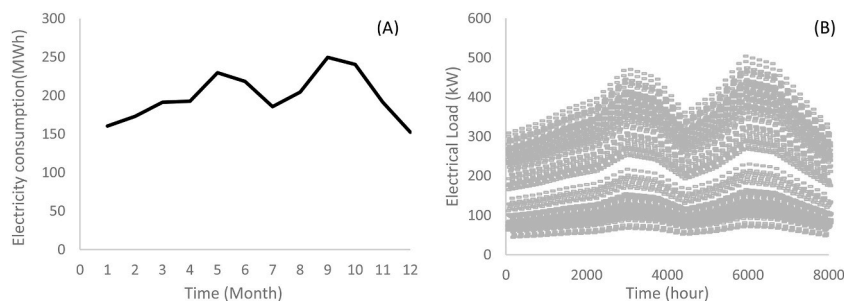 (A)
Electricity consumption(MWh)
300
250
200
150
100
50
0
0 1 2 3 4 5 6 7 8 9 10 11 12
Time (Month)
(B)
Electrical Load (kW)
600
500
400
300
200
100
0
0 2000 4000 6000 8000
Time (hour)